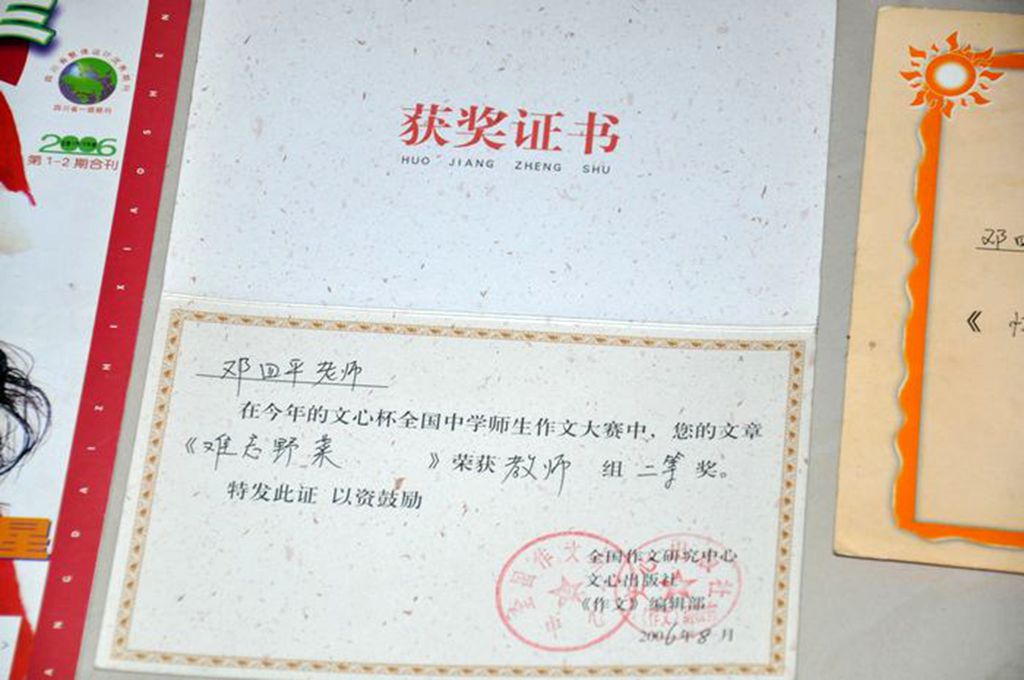 2006
第1-2期合刊
获奖证书
HUO JIANG ZHENG SHU
邓四平老师
在今年的文心杯全国中学师生作文大赛中,您的文章
《难忘野菜》荣获教师 组 二等 奖。
特发此证 以资鼓励
全国作文研究中心
文心出版社
《作文》编辑部
2006年8月
邓四
《